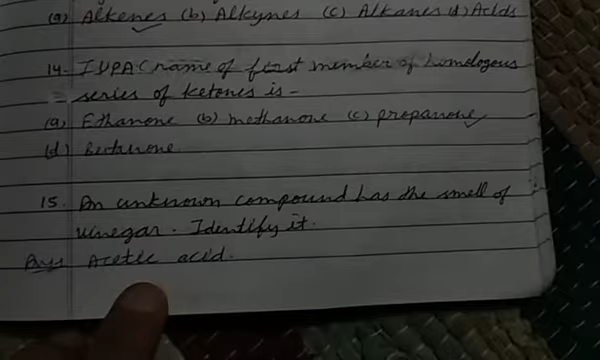 (a) Alkenes (b) Alkynes (c) Alkanes (d) Acids
14. IUPAC name of first member of homologous
series of ketones is -
(a) Ethanone (b) methanone (c) propanone
(d) Butanone
15. An unknown compound has the smell of
vinegar. Identify it.
Ans Acetic acid.